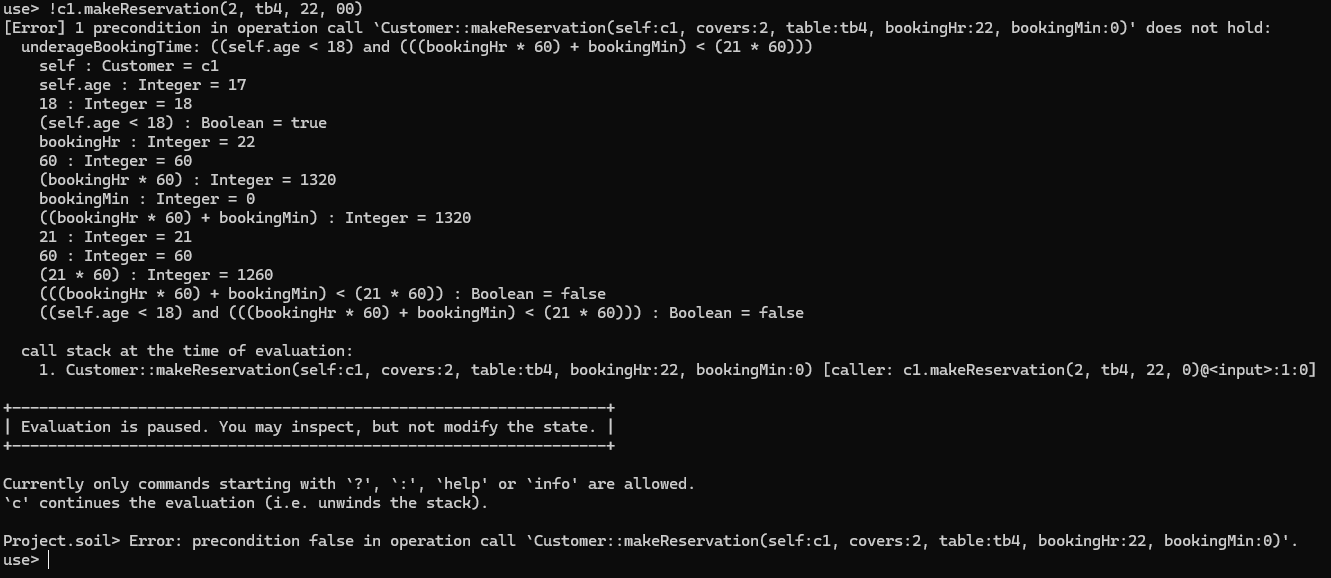 use> !c1.makeReservation(2, tb4, 22, 00)
[Error] 1 precondition in operation call `Customer::makeReservation(self:c1, covers:2, table:tb4, bookingHr:22, bookingMin:0)' does not hold:
  underageBookingTime: ((self.age < 18) and (((bookingHr * 60) + bookingMin) < (21 * 60)))
    self : Customer = c1
    self.age : Integer = 17
    18 : Integer = 18
    (self.age < 18) : Boolean = true
    bookingHr : Integer = 22
    60 : Integer = 60
    (bookingHr * 60) : Integer = 1320
    bookingMin : Integer = 0
    ((bookingHr * 60) + bookingMin) : Integer = 1320
    21 : Integer = 21
    60 : Integer = 60
    (21 * 60) : Integer = 1260
    (((bookingHr * 60) + bookingMin) < (21 * 60)) : Boolean = false
    ((self.age < 18) and (((bookingHr * 60) + bookingMin) < (21 * 60))) : Boolean = false

  call stack at the time of evaluation:
    1. Customer::makeReservation(self:c1, covers:2, table:tb4, bookingHr:22, bookingMin:0) [caller: c1.makeReservation(2, tb4, 22, 0)@<input>:1:0]

+------------------------------------------------------------------+
| Evaluation is paused. You may inspect, but not modify the state. |
+------------------------------------------------------------------+

Currently only commands starting with `?', `:', `help' or `info' are allowed.
`c' continues the evaluation (i.e. unwinds the stack).

Project.soil> Error: precondition false in operation call `Customer::makeReservation(self:c1, covers:2, table:tb4, bookingHr:22, bookingMin:0)'.
use>